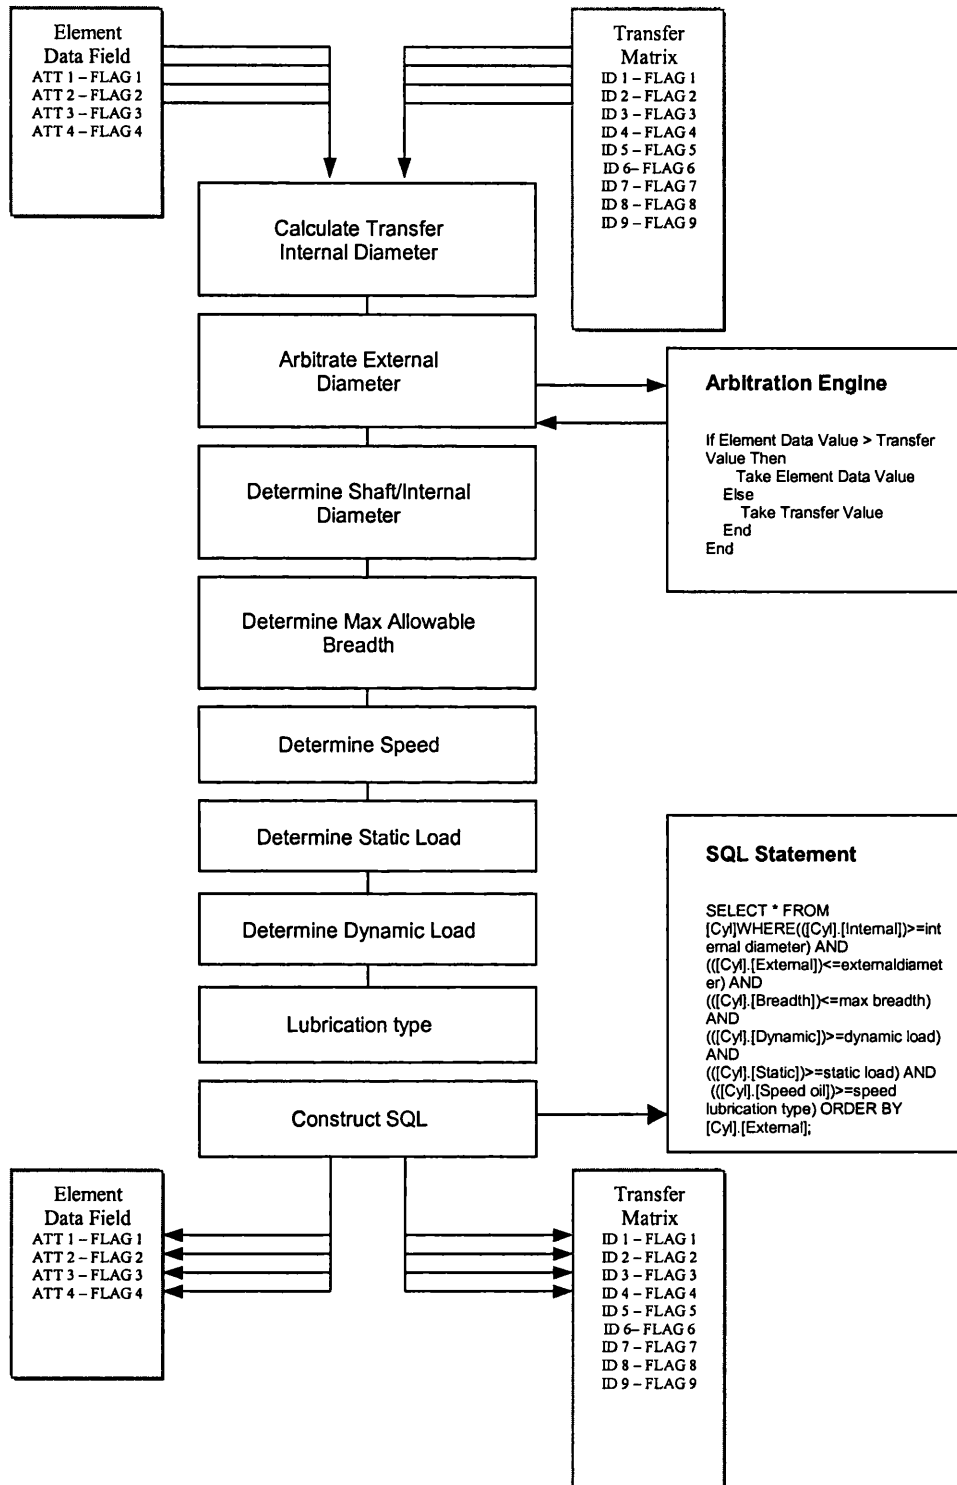 Element
Data Field
ATT 1 – FLAG 1
ATT 2 – FLAG 2
ATT 3 – FLAG 3
ATT 4 – FLAG 4
Transfer
Matrix
ID 1 – FLAG 1
ID 2 – FLAG 2
ID 3 – FLAG 3
ID 4 – FLAG 4
ID 5 – FLAG 5
ID 6– FLAG 6
ID 7 – FLAG 7
ID 8 – FLAG 8
ID 9 – FLAG 9
Calculate Transfer
Internal Diameter
Arbitrate External
Diameter
Arbitration Engine
If Element Data Value > Transfer
Value Then
Take Element Data Value
Else
Take Transfer Value
End
End
Determine Shaft/Internal
Diameter
Determine Max Allowable
Breadth
Determine Speed
Determine Static Load
Determine Dynamic Load
Lubrication type
Construct SQL
SQL Statement
SELECT * FROM
[Cyl]WHERE(([Cyl].[Internal])>=int
ernal diameter) AND
(([Cyl].[External])<=externaldiamet
er) AND
(([Cyl].[Breadth])<=max breadth)
AND
(([Cyl].[Dynamic])>=dynamic load)
AND
(([Cyl].[Static])>=static load) AND
(([Cyl].[Speed oil])>=speed
lubrication type) ORDER BY
[Cyl].[External];
Element
Data Field
ATT 1 – FLAG 1
ATT 2 – FLAG 2
ATT 3 – FLAG 3
ATT 4 – FLAG 4
Transfer
Matrix
ID 1 – FLAG 1
ID 2 – FLAG 2
ID 3 – FLAG 3
ID 4 – FLAG 4
ID 5 – FLAG 5
ID 6– FLAG 6
ID 7 – FLAG 7
ID 8 – FLAG 8
ID 9 – FLAG 9